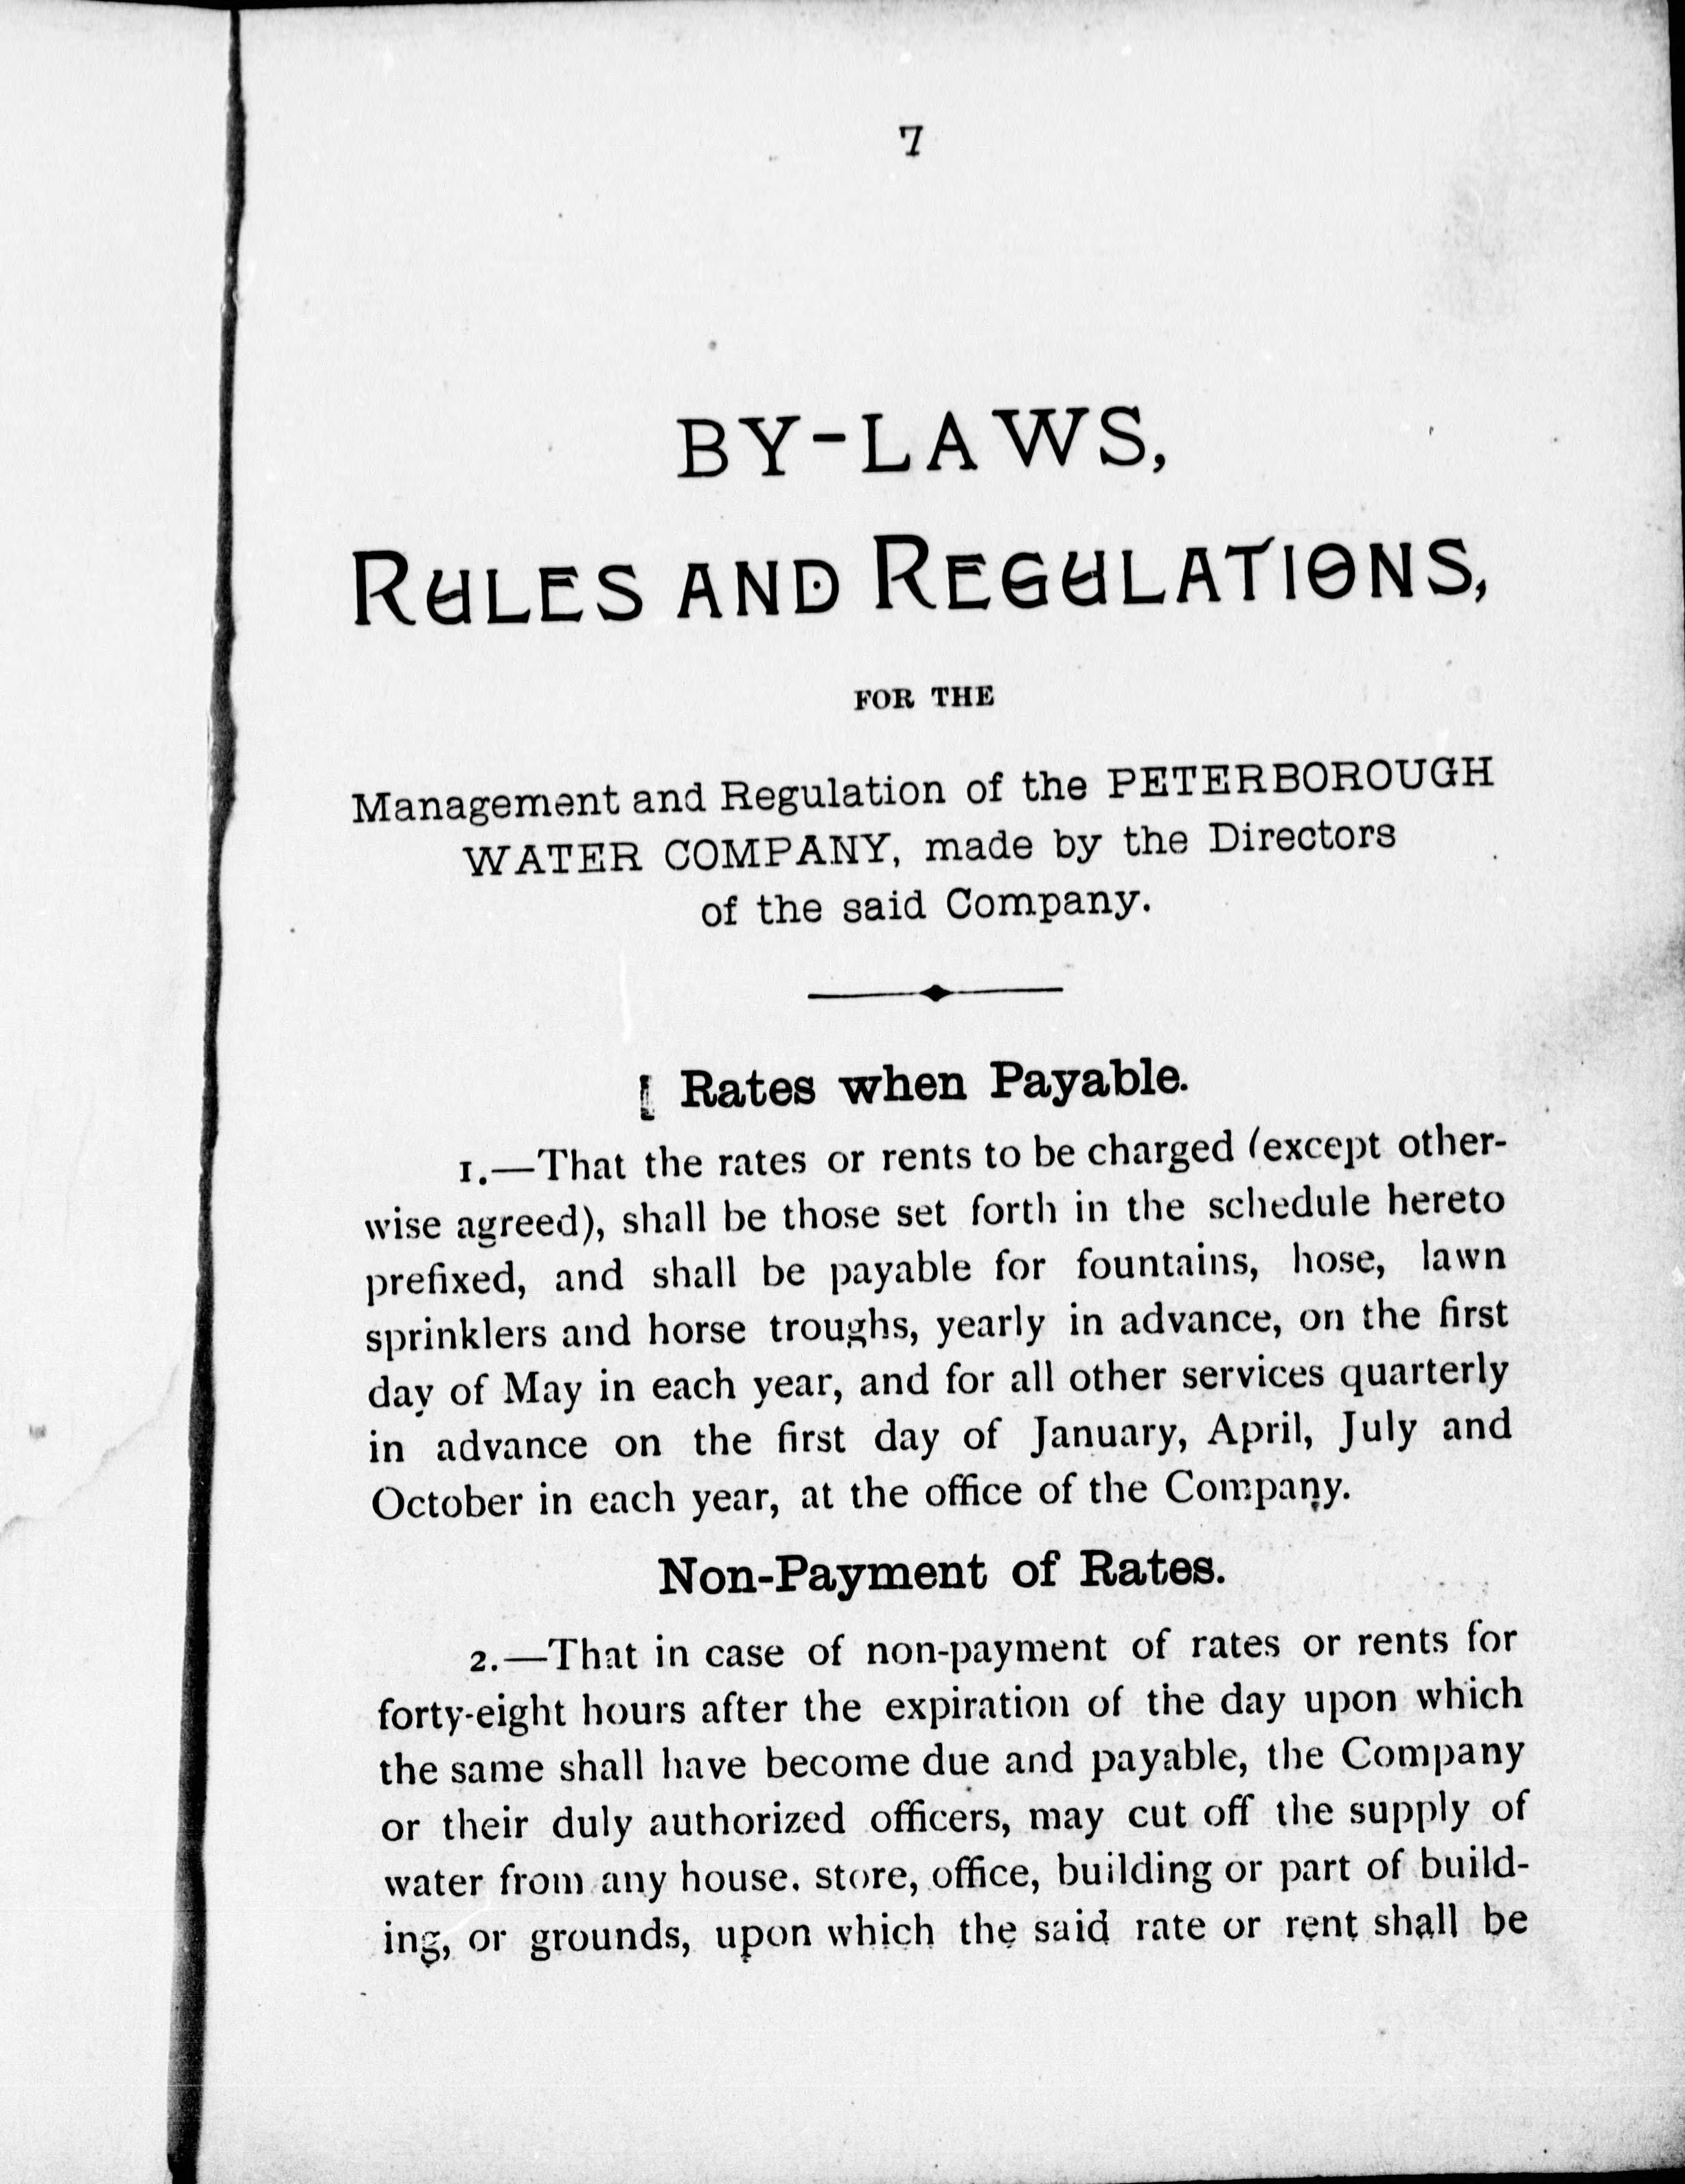 7
BY-LAWS,
RULES AND REGULATIONS,
FOR THE
Management and Regulation of the PETERBOROUGH
WATER COMPANY, made by the Directors
of the said Company.
Rates when Payable.
1.—That the rates or rents to be charged (except other-
wise agreed), shall be those set forth in the schedule hereto
prefixed, and shall be payable for fountains, hose, lawn
sprinklers and horse troughs, yearly in advance, on the first
day of May in each year, and for all other services quarterly
in advance on the first day of January, April, July and
October in each year, at the office of the Company.
Non-Payment of Rates.
2.—That in case of non-payment of rates or rents for
forty-eight hours after the expiration of the day upon which
the same shall have become due and payable, the Company
or their duly authorized officers, may cut off the supply of
water from any house. store, office, building or part of build-
ing, or grounds, upon which the said rate or rent shall be